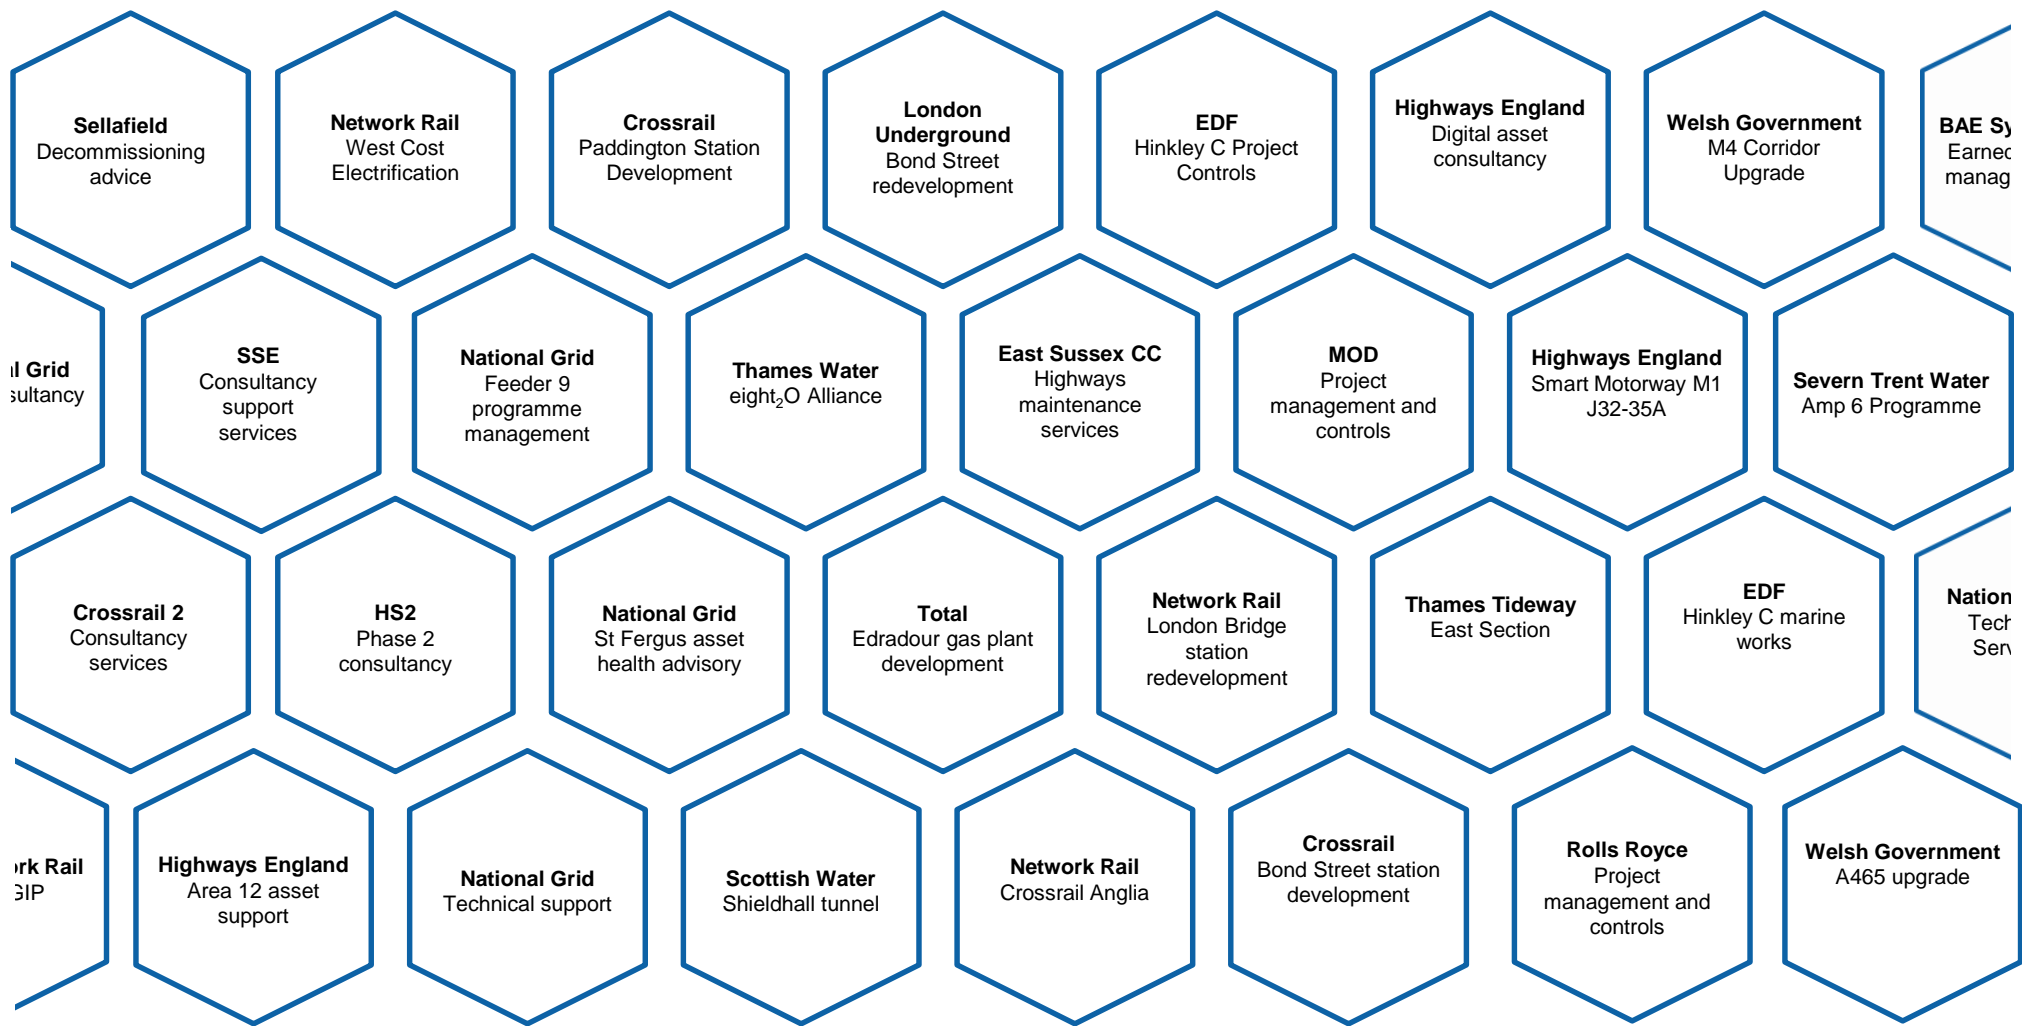 Sellafield
Decommissioning
advice
Network Rail
West Cost
Electrification
Crossrail
Paddington Station
Development
London
Underground
Bond Street
redevelopment
EDF
Hinkley C Project
Controls
Highways England
Digital asset
consultancy
Welsh Government
M4 Corridor
Upgrade
BAE
Grid
SSE
Consultancy
support
services
National Grid
Feeder 9
programme
management
Thames Water
eight₂O Alliance
East Sussex CC
Highways
maintenance
services
MOD
Project
management and
controls
Highways England
Smart Motorway M1
J32-35A
Severn Trent Water
Amp 6 Programme
Crossrail 2
Consultancy
services
HS2
Phase 2
consultancy
National Grid
St Fergus asset
health advisory
Total
Edradour gas plant
development
Network Rail
London Bridge
station
redevelopment
Thames Tideway
East Section
EDF
Hinkley C marine
works
Rail
Highways England
Area 12 asset
support
National Grid
Technical support
Scottish Water
Shieldhall tunnel
Network Rail
Crossrail Anglia
Crossrail
Bond Street station
development
Rolls Royce
Project
management and
controls
Welsh Government
A465 upgrade